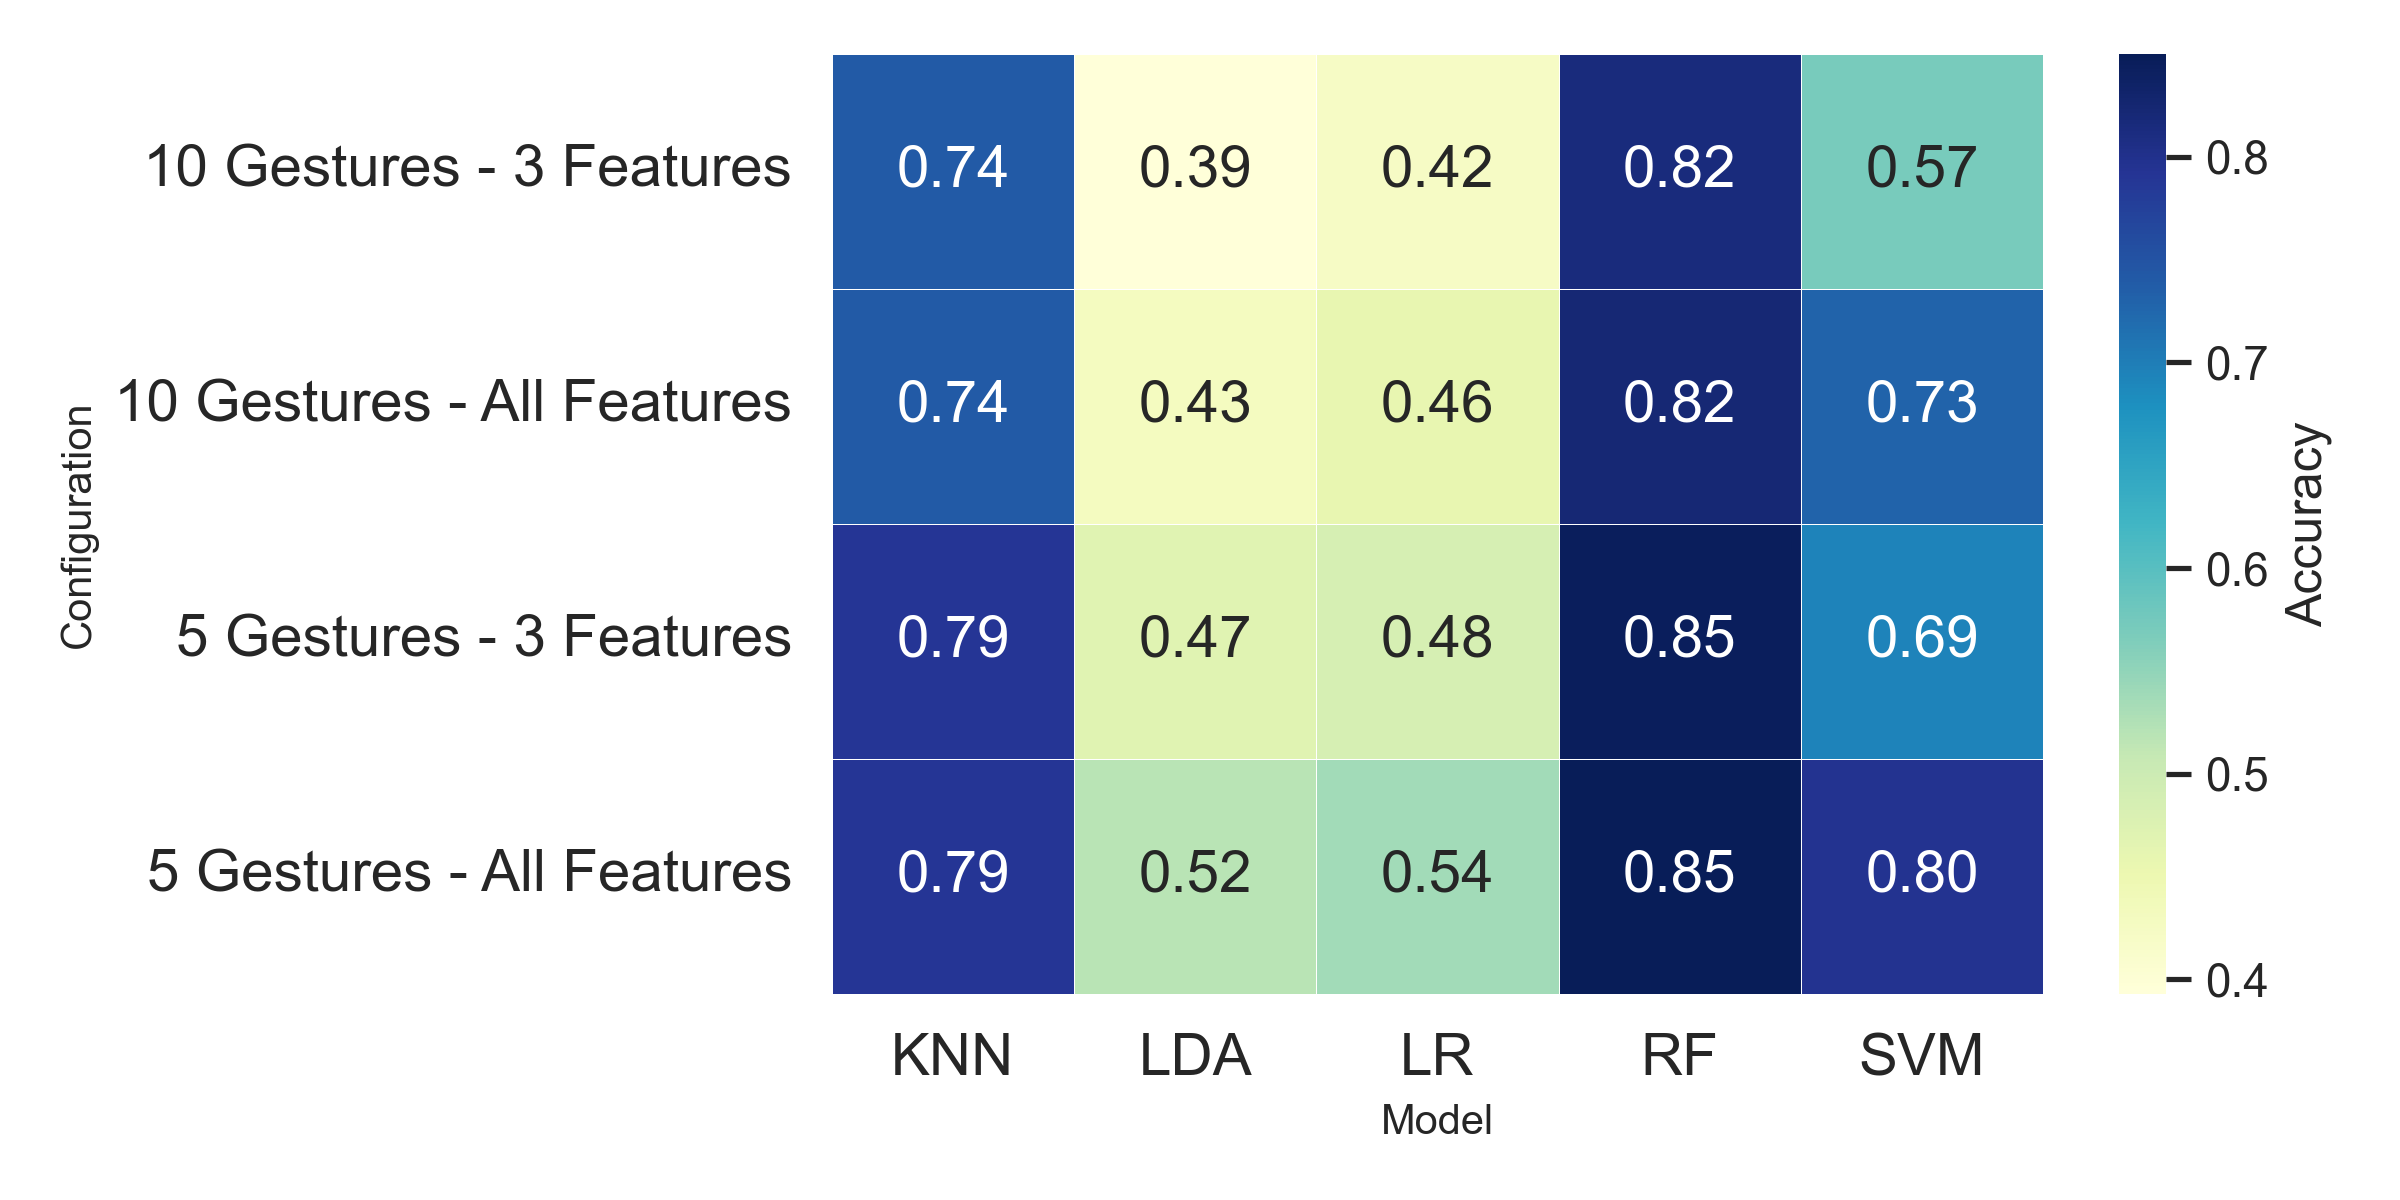 10 Gestures - 3 Features 0.74 0.39 0.42 0.82 0.57
10 Gestures - All Features 0.74 0.43 0.46 0.82 0.73
5 Gestures - 3 Features 0.79 0.47 0.48 0.85 0.69
5 Gestures - All Features 0.79 0.52 0.54 0.85 0.80
KNN LDA LR RF SVM
Model
Configuration
0.8
0.7
0.6
0.5
0.4
Accuracy